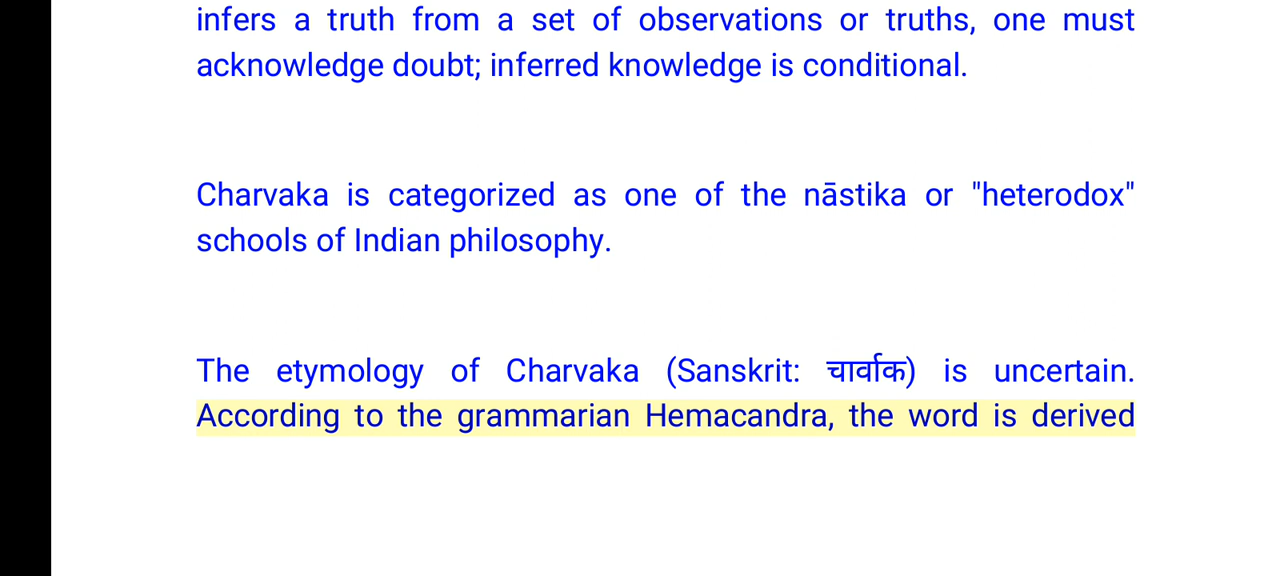 infers a truth from a set of observations or truths, one must
acknowledge doubt; inferred knowledge is conditional.
Charvaka is categorized as one of the nāstika or "heterodox"
schools of Indian philosophy.
The etymology of Charvaka (Sanskrit: चार्वाक) is uncertain.
According to the grammarian Hemacandra, the word is derived